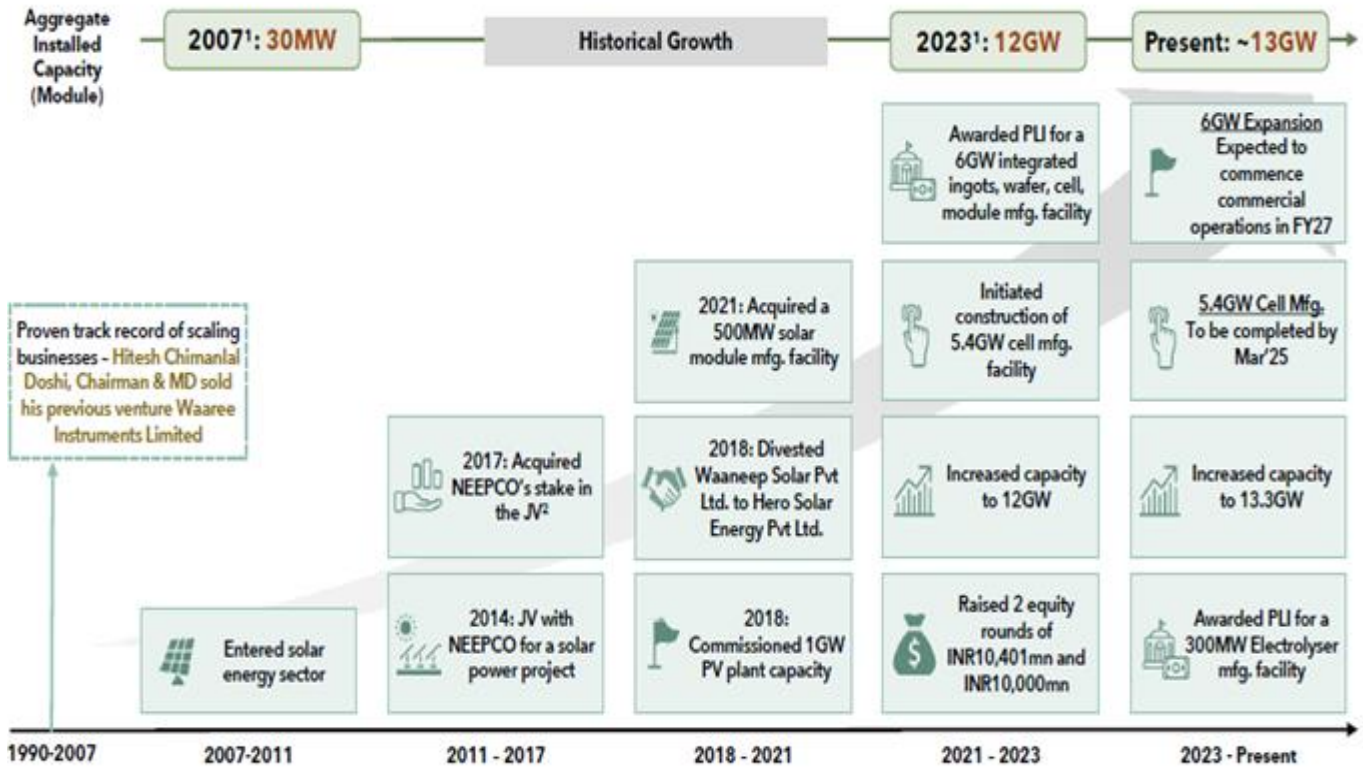 Aggregate
Installed
Capacity
(Module)
2007¹: 30MW
Historical Growth
2023¹: 12GW
Present: ~13GW
Proven track record of scaling
businesses - Hitesh Chimanlal
Doshi, Chairman & MD sold
his previous venture Waaree
Instruments Limited
Entered solar
energy sector
2017: Acquired
NEEPCO's stake in
the JV²
2014: JV with
NEEPCO for a solar
power project
2021: Acquired a
500MW solar
module mfg. facility
2018: Divested
Waaneep Solar Pvt
Ltd. to Hero Solar
Energy Pvt Ltd.
2018:
Commissioned 1GW
PV plant capacity
Awarded PLI for a
6GW integrated
ingots, wafer, cell,
module mfg. facility
Initiated
construction of
5.4GW cell mfg.
facility
Increased capacity
to 12GW
Raised 2 equity
rounds of
INR10,401mn and
INR10,000mn
$
6GW Expansion
Expected to
commence
commercial
operations in FY27
5.4GW Cell Mfg.
To be completed by
Mar'25
Increased capacity
to 13.3GW
Awarded PLI for a
300MW Electrolyser
mfg. facility
1990-2007
2007-2011
2011 - 2017
2018 - 2021
2021 - 2023
2023 - Present